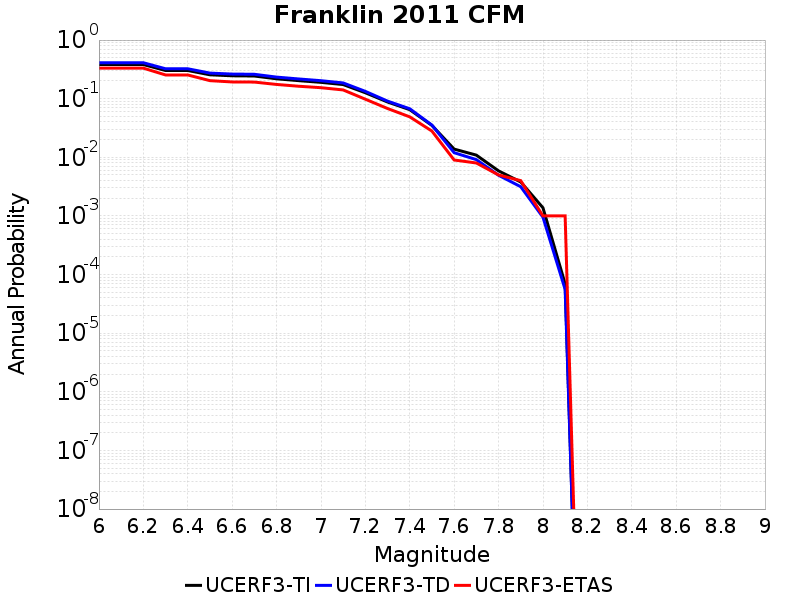 Franklin 2011 CFM
Annual Probability
10^0
10^-1
10^-2
10^-3
10^-4
10^-5
10^-6
10^-7
10^-8
6 6.2 6.4 6.6 6.8 7 7.2 7.4 7.6 7.8 8 8.2 8.4 8.6 8.8 9
Magnitude
UCERF3-TI UCERF3-TD UCERF3-ETAS